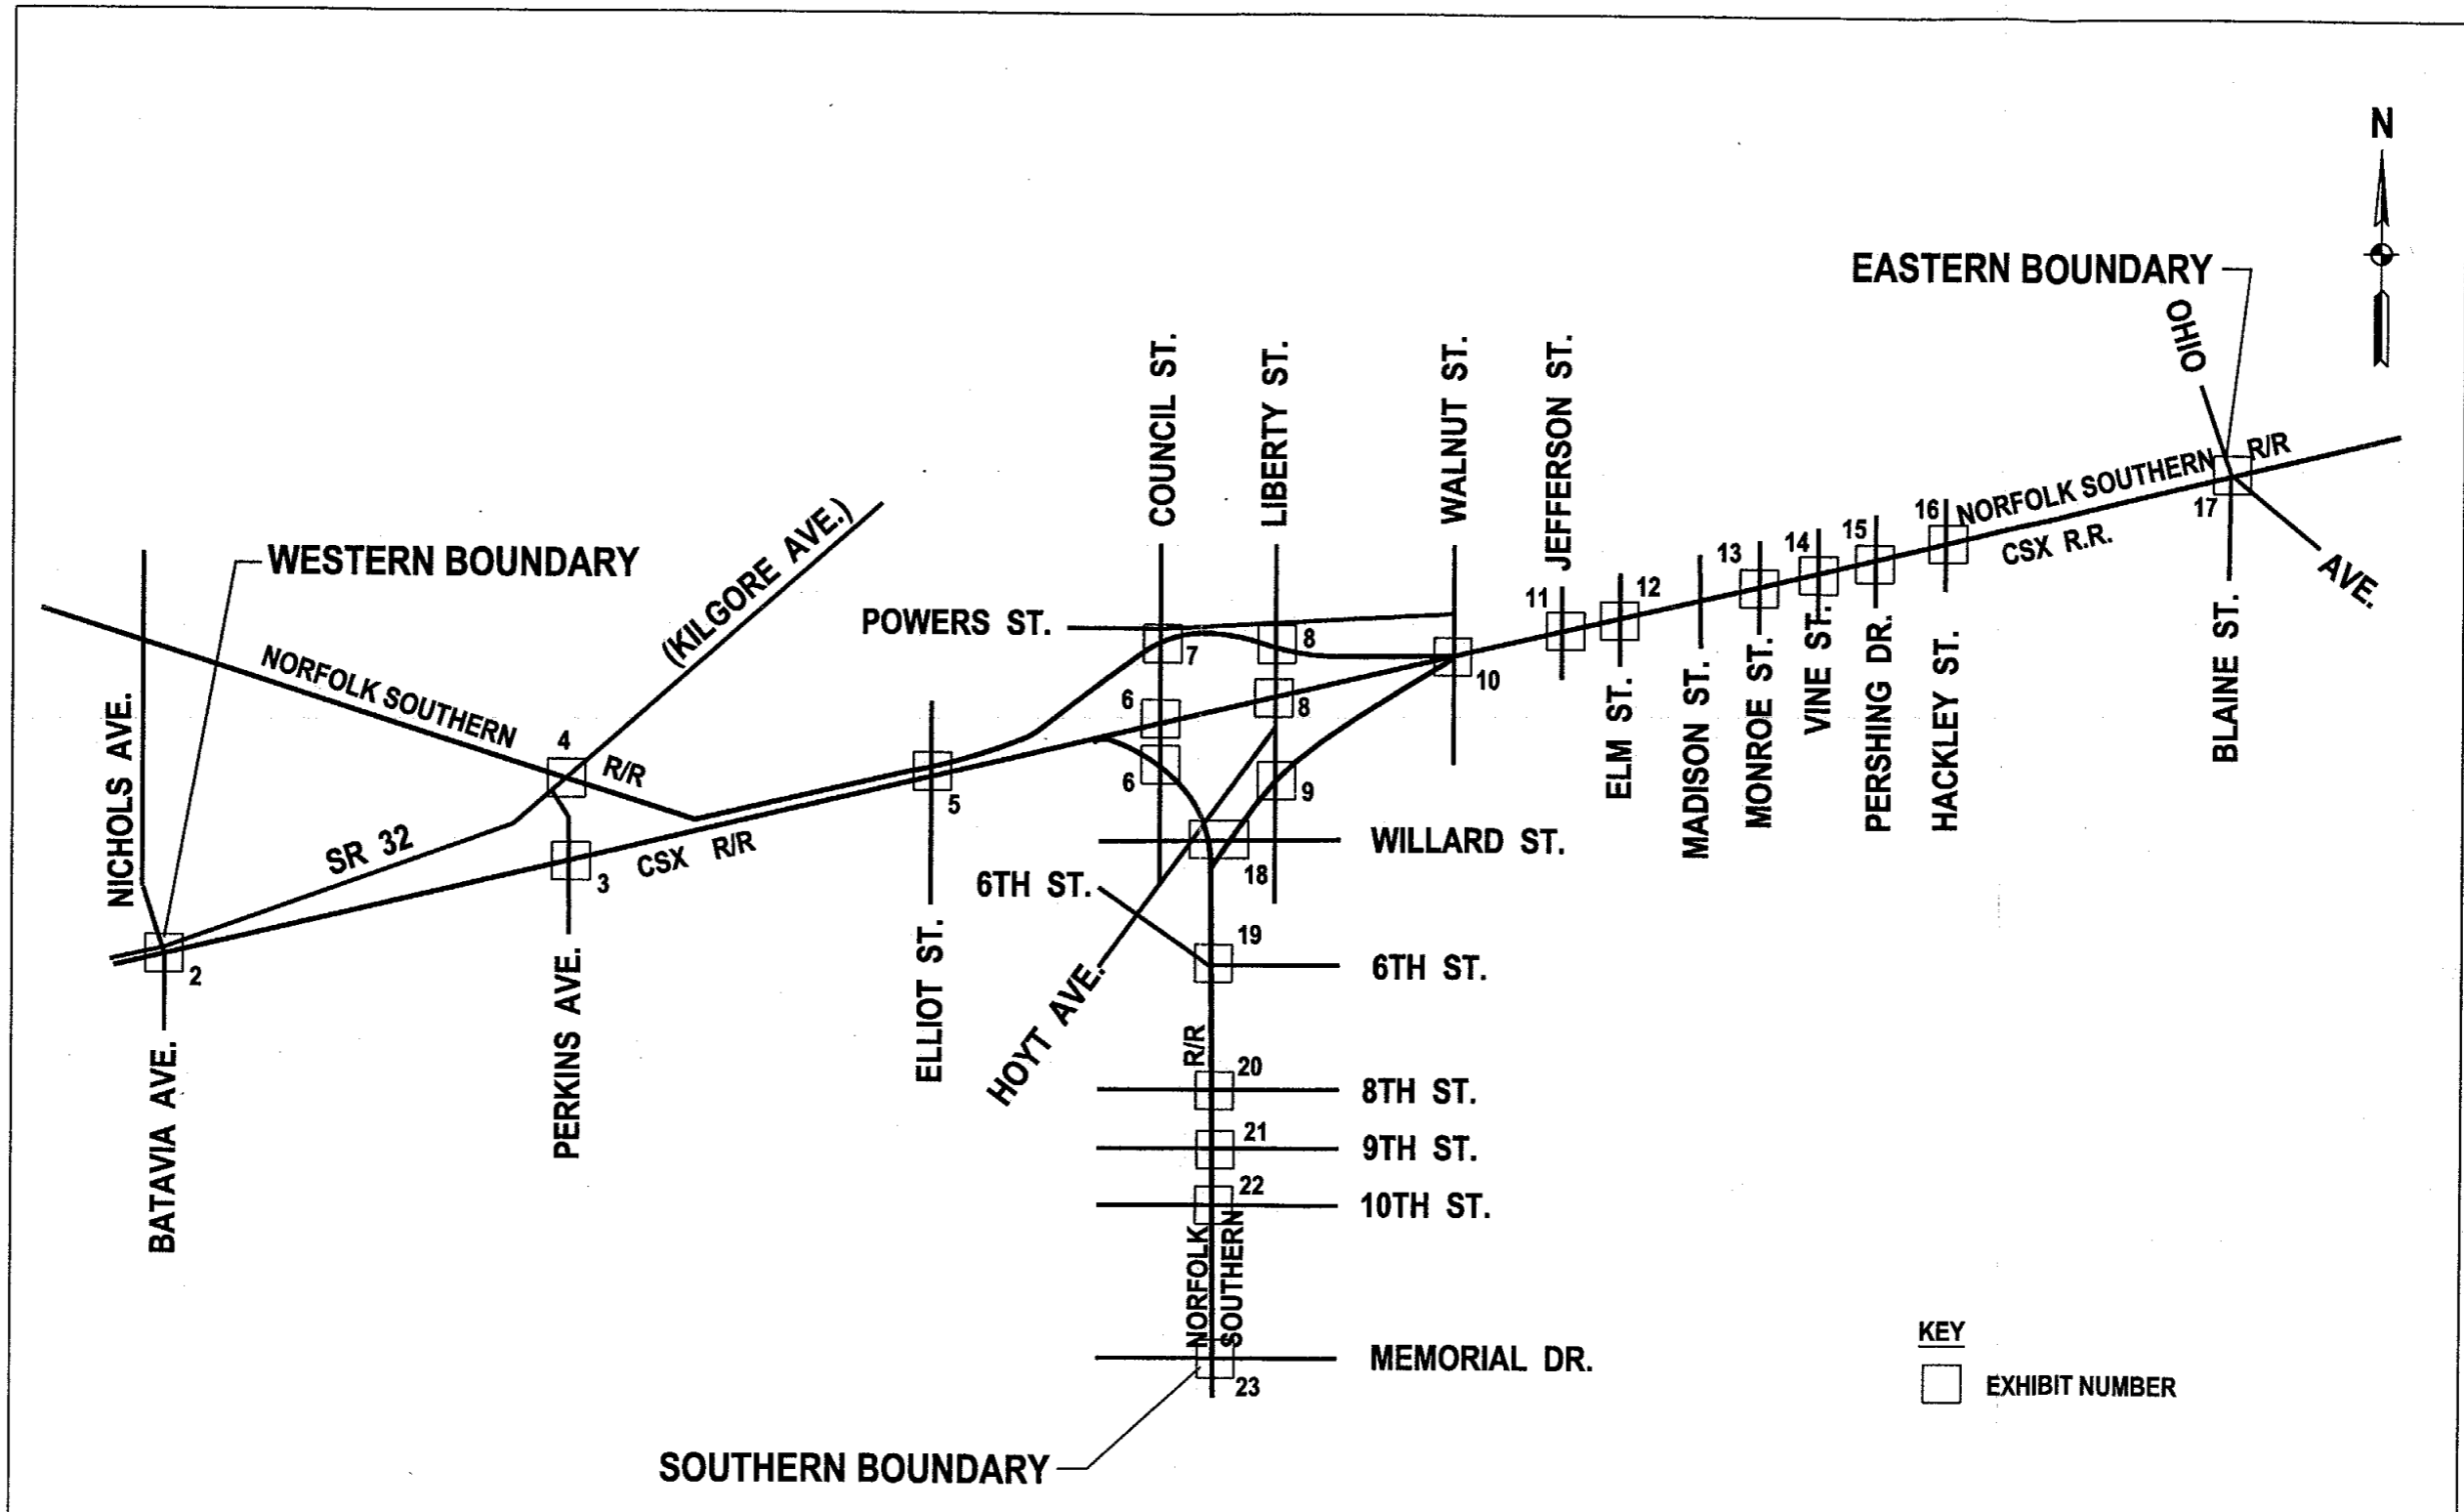 N
EASTERN BOUNDARY
OHIO
AVE.
COUNCIL ST.
LIBERTY ST.
WALNUT ST.
JEFFERSON ST.
WESTERN BOUNDARY
(KILGORE AVE.)
NORFOLK SOUTHERN R/R
CSX R.R.
17
16
15
14
13
12
11
POWERS ST.
7
8
10
6
8
6
9
NORFOLK SOUTHERN R/R
4
NICHOLS AVE.
SR 32
CSX R/R
3
5
2
ELM ST.
MADISON ST.
MONROE ST.
VINE ST.
PERSHING DR.
HACKLEY ST.
BLAINE ST.
WILLARD ST.
18
6TH ST.
19
6TH ST.
HOYT AVE.
BATAVIA AVE.
PERKINS AVE.
ELLIOT ST.
R/R
20
8TH ST.
21
9TH ST.
22
10TH ST.
NORFOLK
SOUTHERN
MEMORIAL DR.
23
SOUTHERN BOUNDARY
KEY
EXHIBIT NUMBER